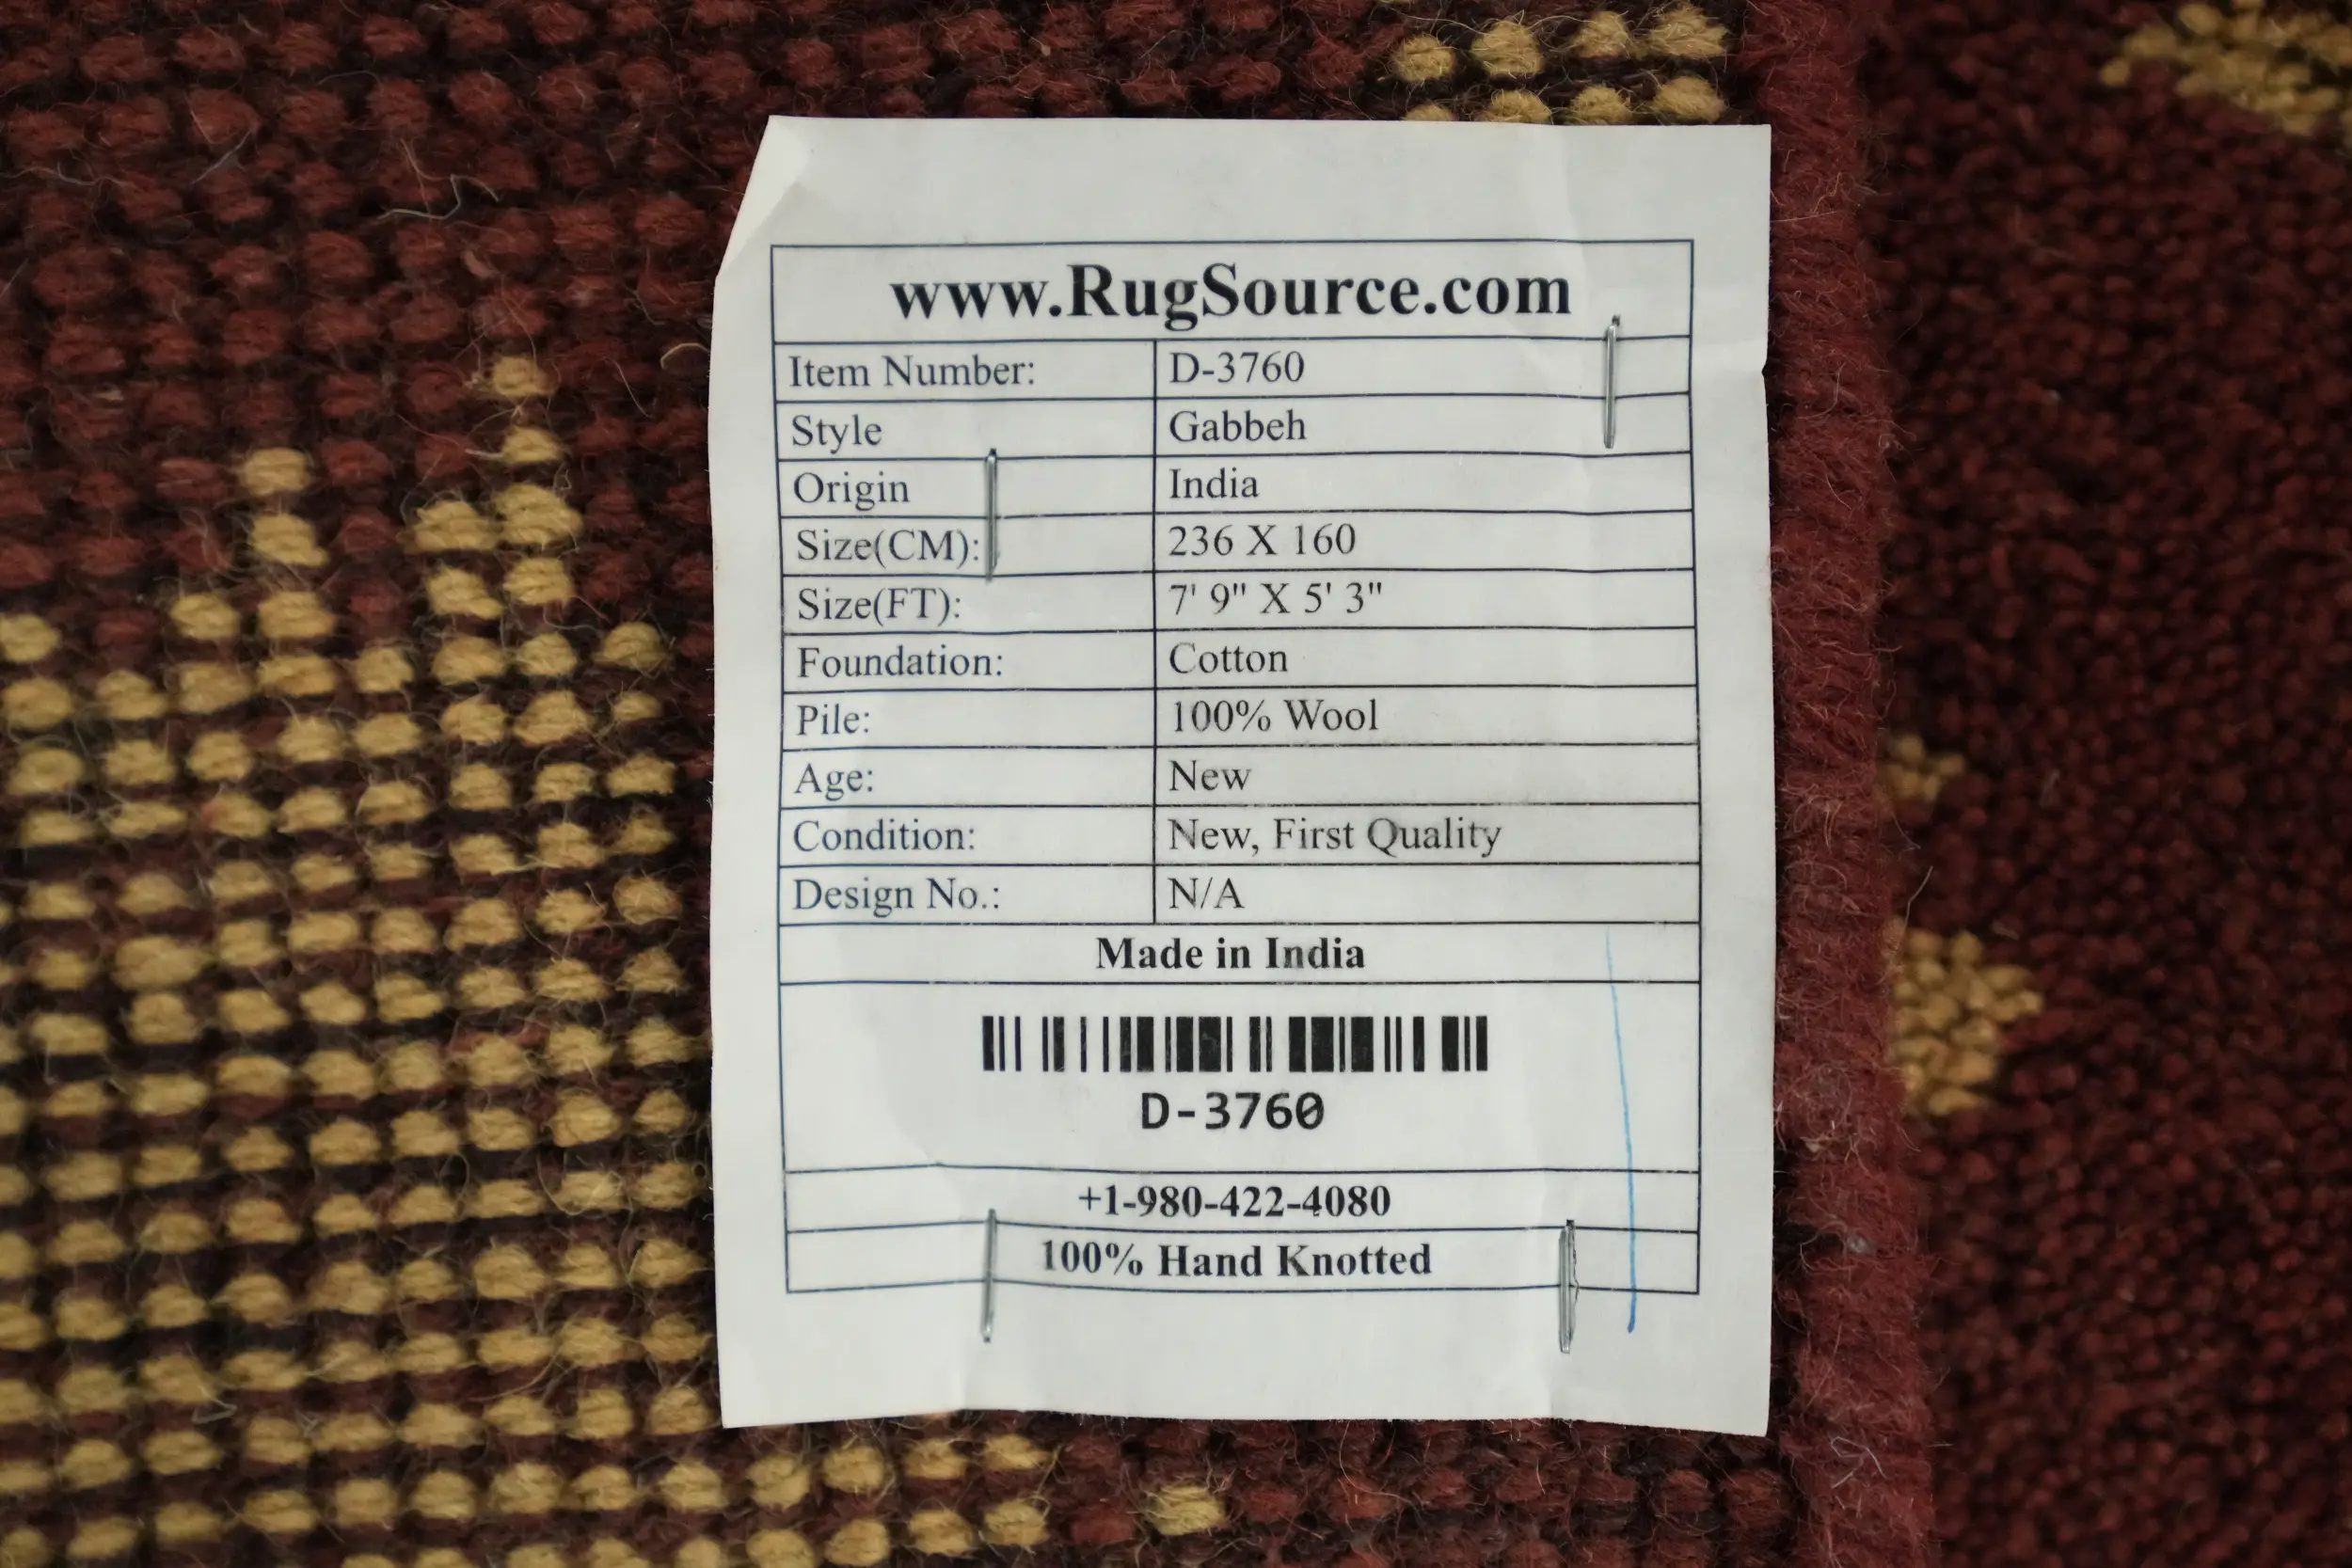 www.RugSource.com
Item Number: D-3760
Style Gabbeh
Origin India
Size(CM): 236 X 160
Size(FT): 7' 9" X 5' 3"
Foundation: Cotton
Pile: 100% Wool
Age: New
Condition: New, First Quality
Design No.: N/A
Made in India
D-3760
+1-980-422-4080
100% Hand Knotted